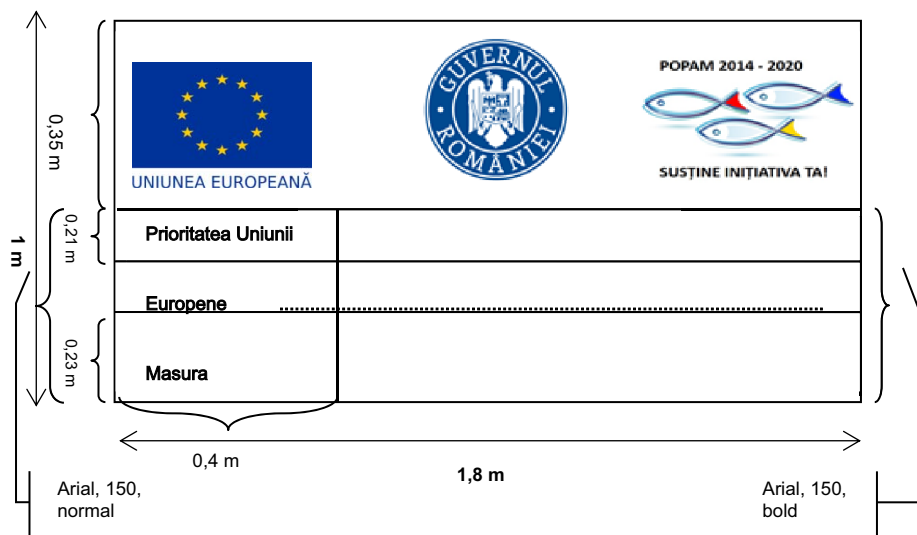 POPAM 2014 - 2020
GUVERNUL
ROMÂNIEI
UNIUNEA EUROPEANĂ
SUSȚINE INIȚIATIVA TA!
0,35 m
1 m
0,21 m
Prioritatea Uniunii
Europene ................................................
0,23 m
Masura
0,4 m
1,8 m
Arial, 150,
normal
Arial, 150,
bold